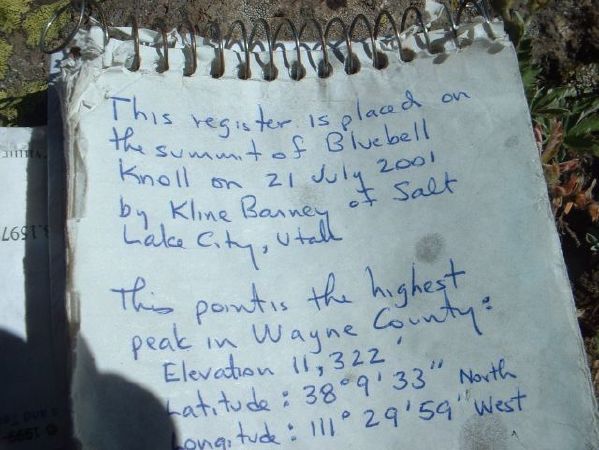 This register is placed on
the summit of Bluebell
Knoll on 21 July 2001
by Kline Barney of Salt
Lake City, Utah
This point is the highest
peak in Wayne County:
Elevation 11,322'
Latitude: 38° 9' 33" North
Longitude: 111° 29' 59" West